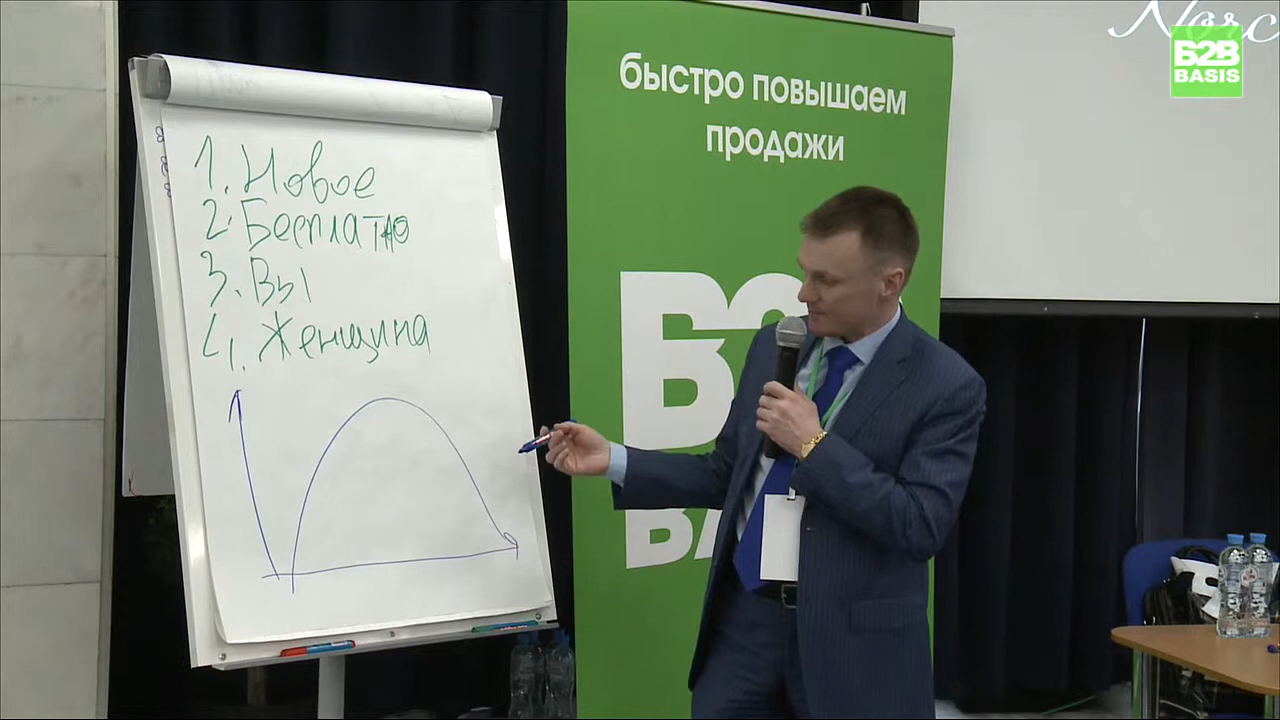 1. Новое
2. Бесплатно
3. Вы
4. Женщина
быстро повышаем
продажи
Б2В
BASIS